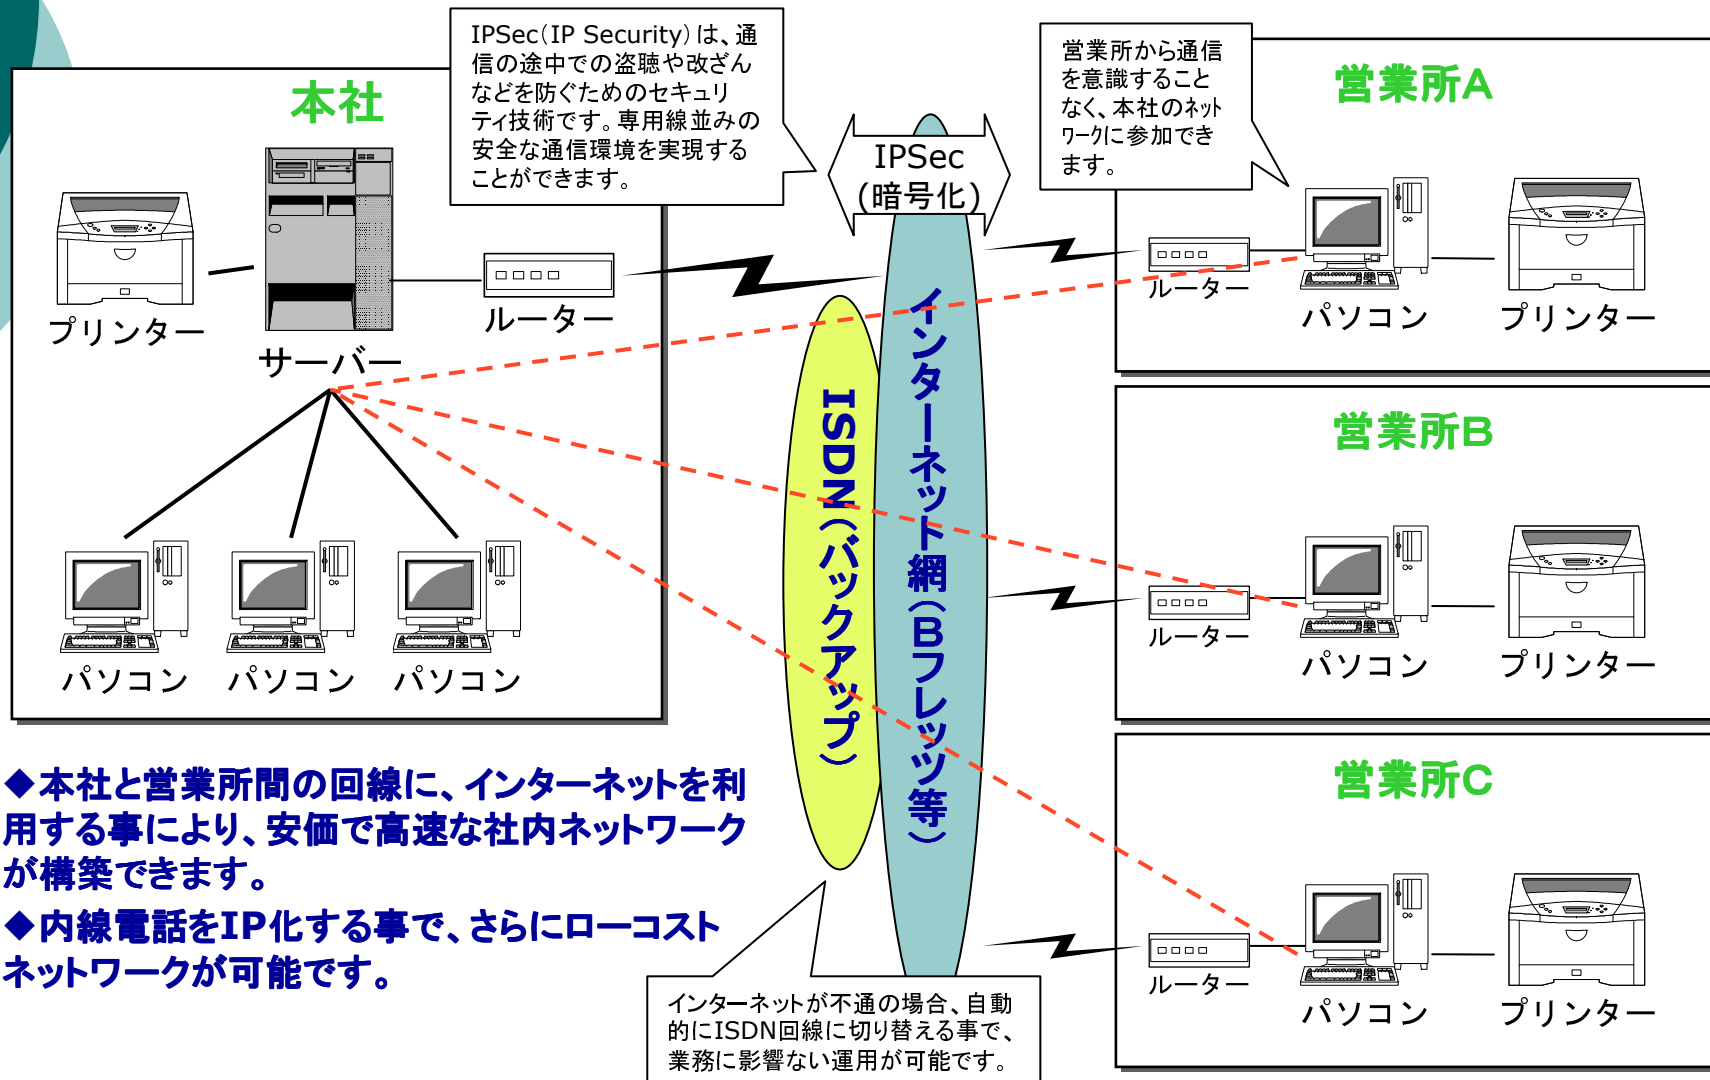 IPSec(IP Security)は、通
信の途中での盗聴や改ざん
などを防ぐためのセキュリ
ティ技術です。専用線並みの
安全な通信環境を実現する
ことができます。
営業所から通信
を意識すること
なく、本社のネット
ワークに参加でき
ます。
本社
プリンター
サーバー
ルーター
パソコン
パソコン
パソコン
IPSec
(暗号化)
ISDN(バックアップ)
インターネット網(Bフレッツ等)
営業所A
ルーター
パソコン
プリンター
営業所B
ルーター
パソコン
プリンター
営業所C
ルーター
パソコン
プリンター
◆本社と営業所間の回線に、インターネットを利
用する事により、安価で高速な社内ネットワーク
が構築できます。
◆内線電話をIP化する事で、さらにローコスト
ネットワークが可能です。
インターネットが不通の場合、自動
的にISDN回線に切り替える事で、
業務に影響ない運用が可能です。